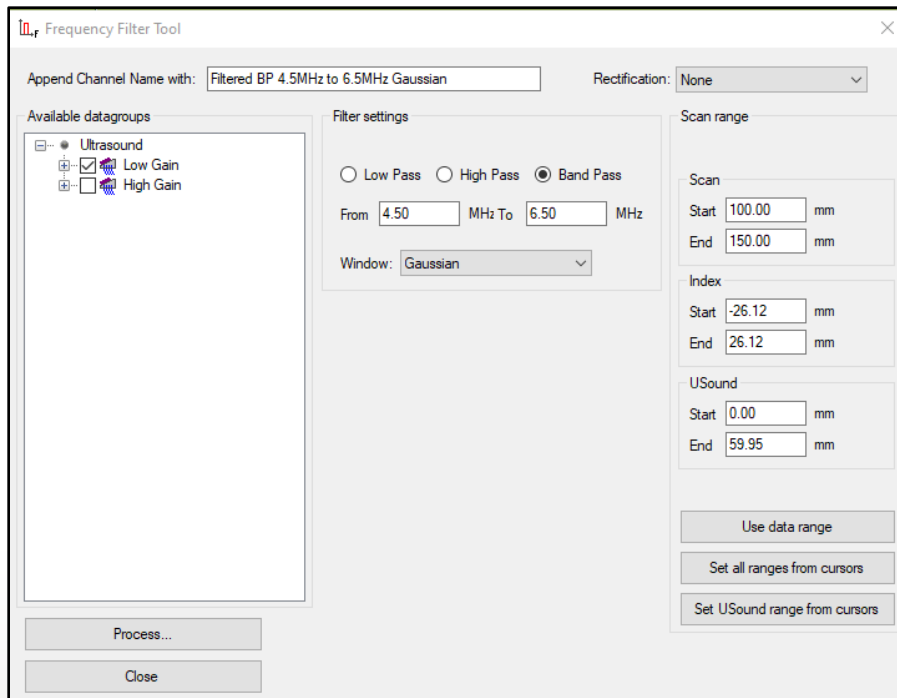 Frequency Filter Tool
Append Channel Name with: Filtered BP 4.5MHz to 6.5MHz Gaussian Rectification: None
Available datagroups
Ultrasound
Low Gain
High Gain
Filter settings
Low Pass High Pass Band Pass
From 4.50 MHz To 6.50 MHz
Window: Gaussian
Scan range
Scan
Start 100.00 mm
End 150.00 mm
Index
Start -26.12 mm
End 26.12 mm
USound
Start 0.00 mm
End 59.95 mm
Use data range
Set all ranges from cursors
Set USound range from cursors
Process...
Close